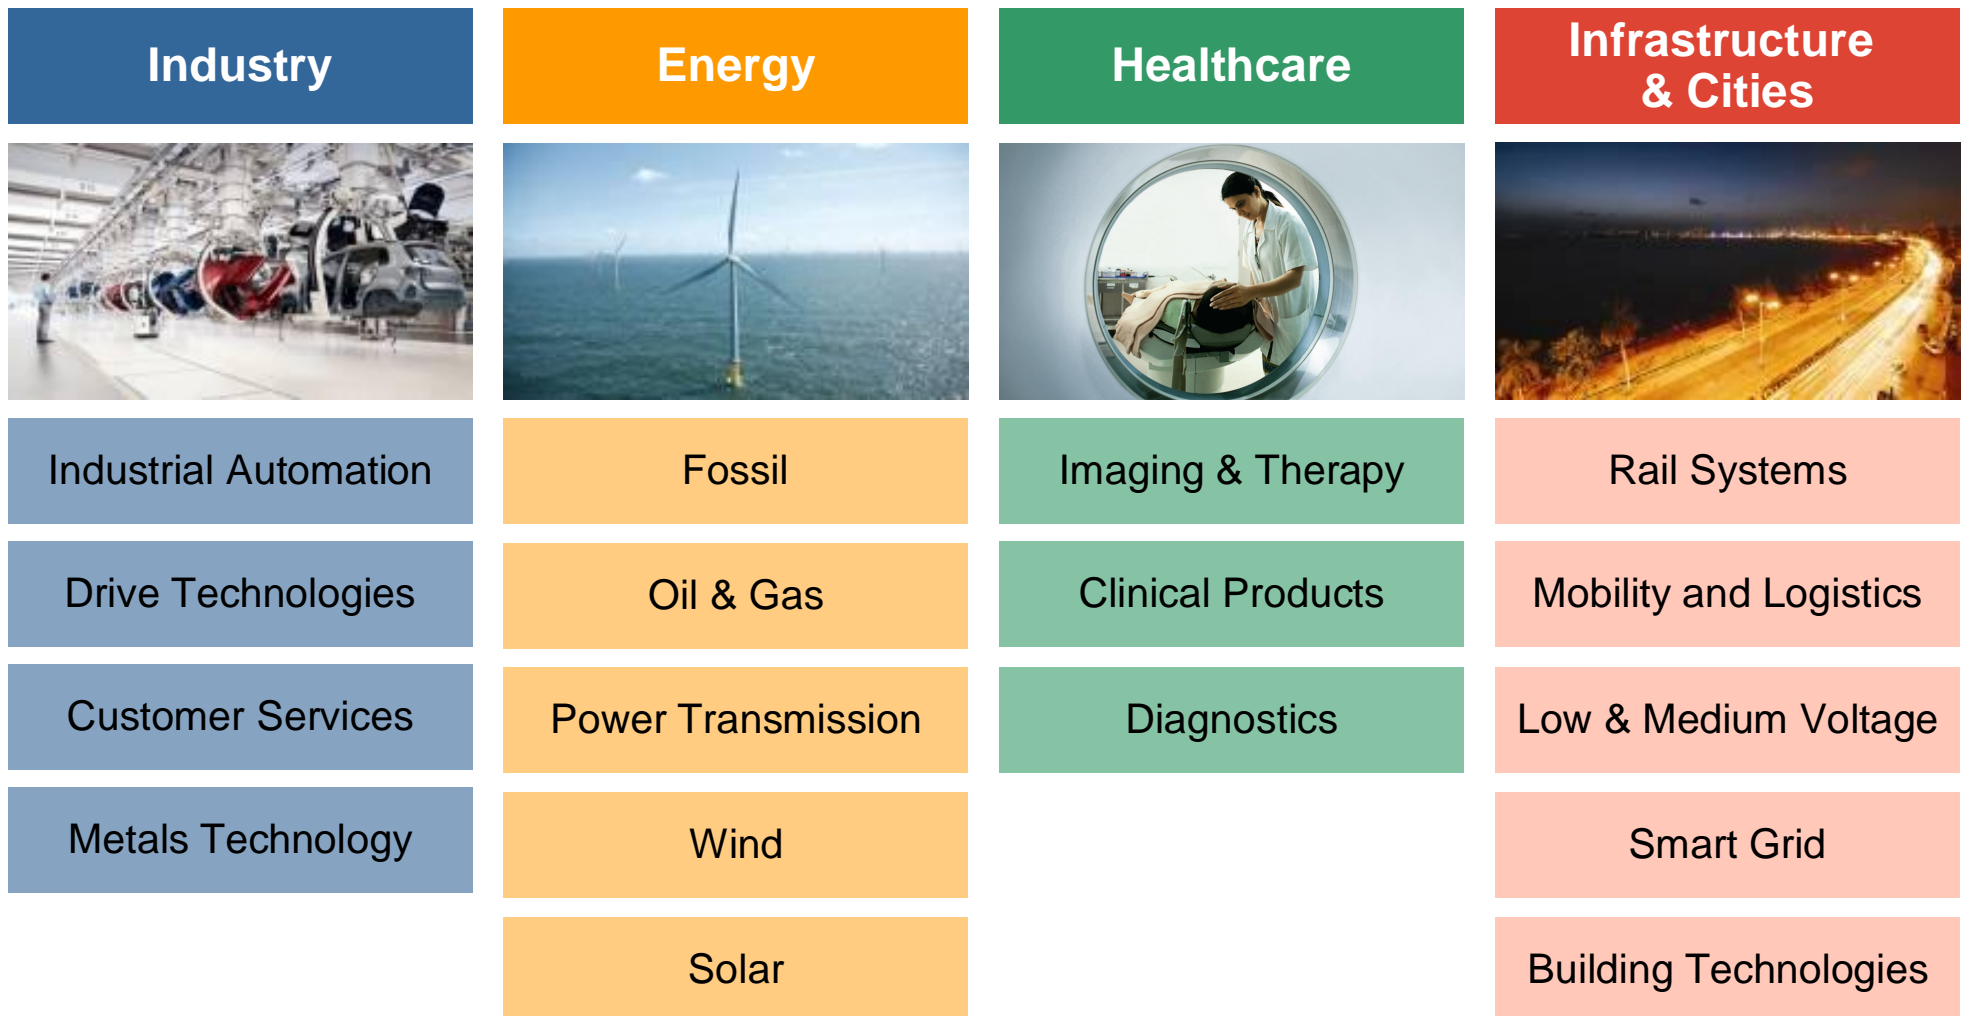 Industry
Energy
Healthcare
Infrastructure
& Cities
Industrial Automation
Drive Technologies
Customer Services
Metals Technology
Fossil
Oil & Gas
Power Transmission
Wind
Solar
Imaging & Therapy
Clinical Products
Diagnostics
Rail Systems
Mobility and Logistics
Low & Medium Voltage
Smart Grid
Building Technologies